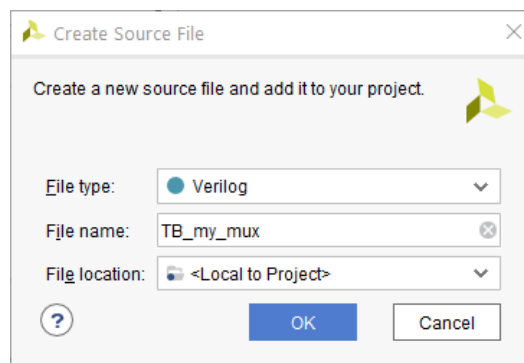 Create Source File
Create a new source file and add it to your project.
File type: Verilog
File name: TB_my_mux
File location: <Local to Project>
? OK Cancel